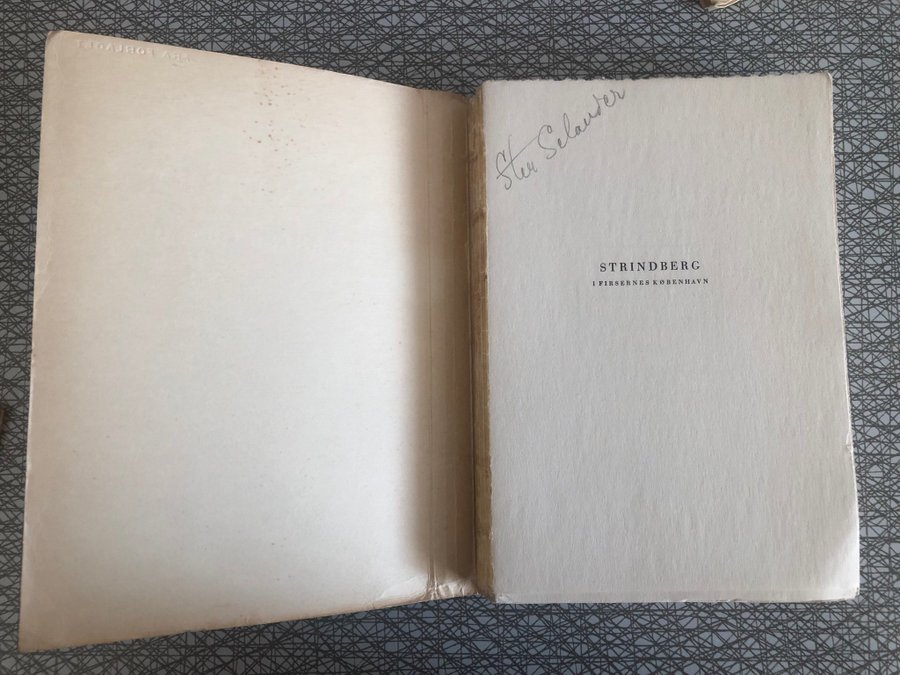 Sten Selander
STRINDBERG
I FIRSERNES KØBENHAVN